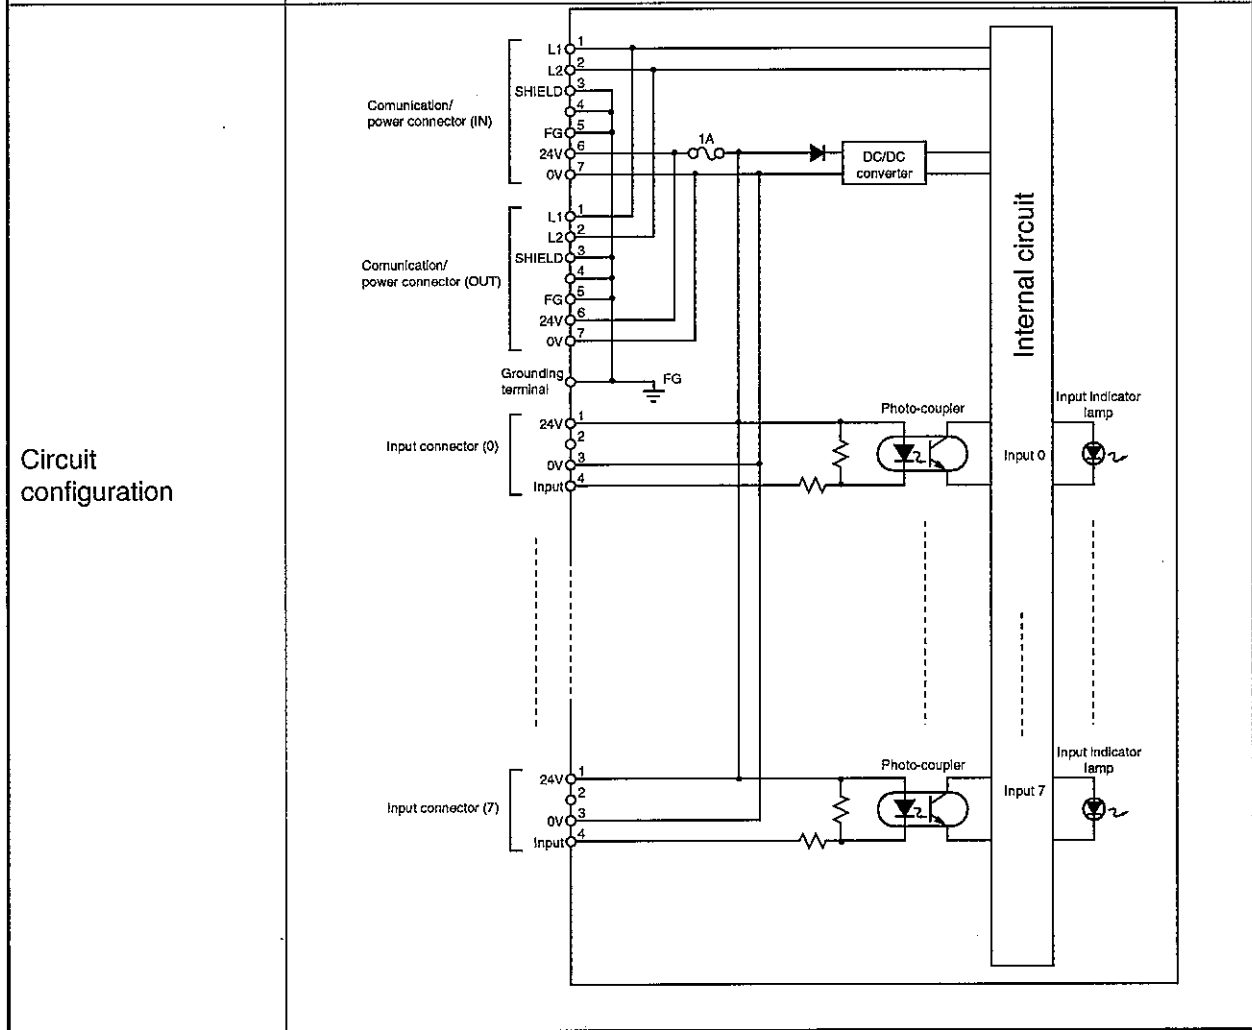 Circuit
configuration
Comunication/
power connector (IN)
L1 1
L2 2
SHIELD 3
4
FG 5
24V 6
0V 7
1A
DC/DC
converter
Internal circuit
Comunication/
power connector (OUT)
L1 1
L2 2
SHIELD 3
4
FG 5
24V 6
0V 7
Grounding
terminal
FG
Input connector (0)
24V 1
2
0V 3
Input 4
Photo-coupler
Input 0
Input Indicator
lamp
Input connector (7)
24V 1
2
0V 3
Input 4
Photo-coupler
Input 7
Input Indicator
lamp